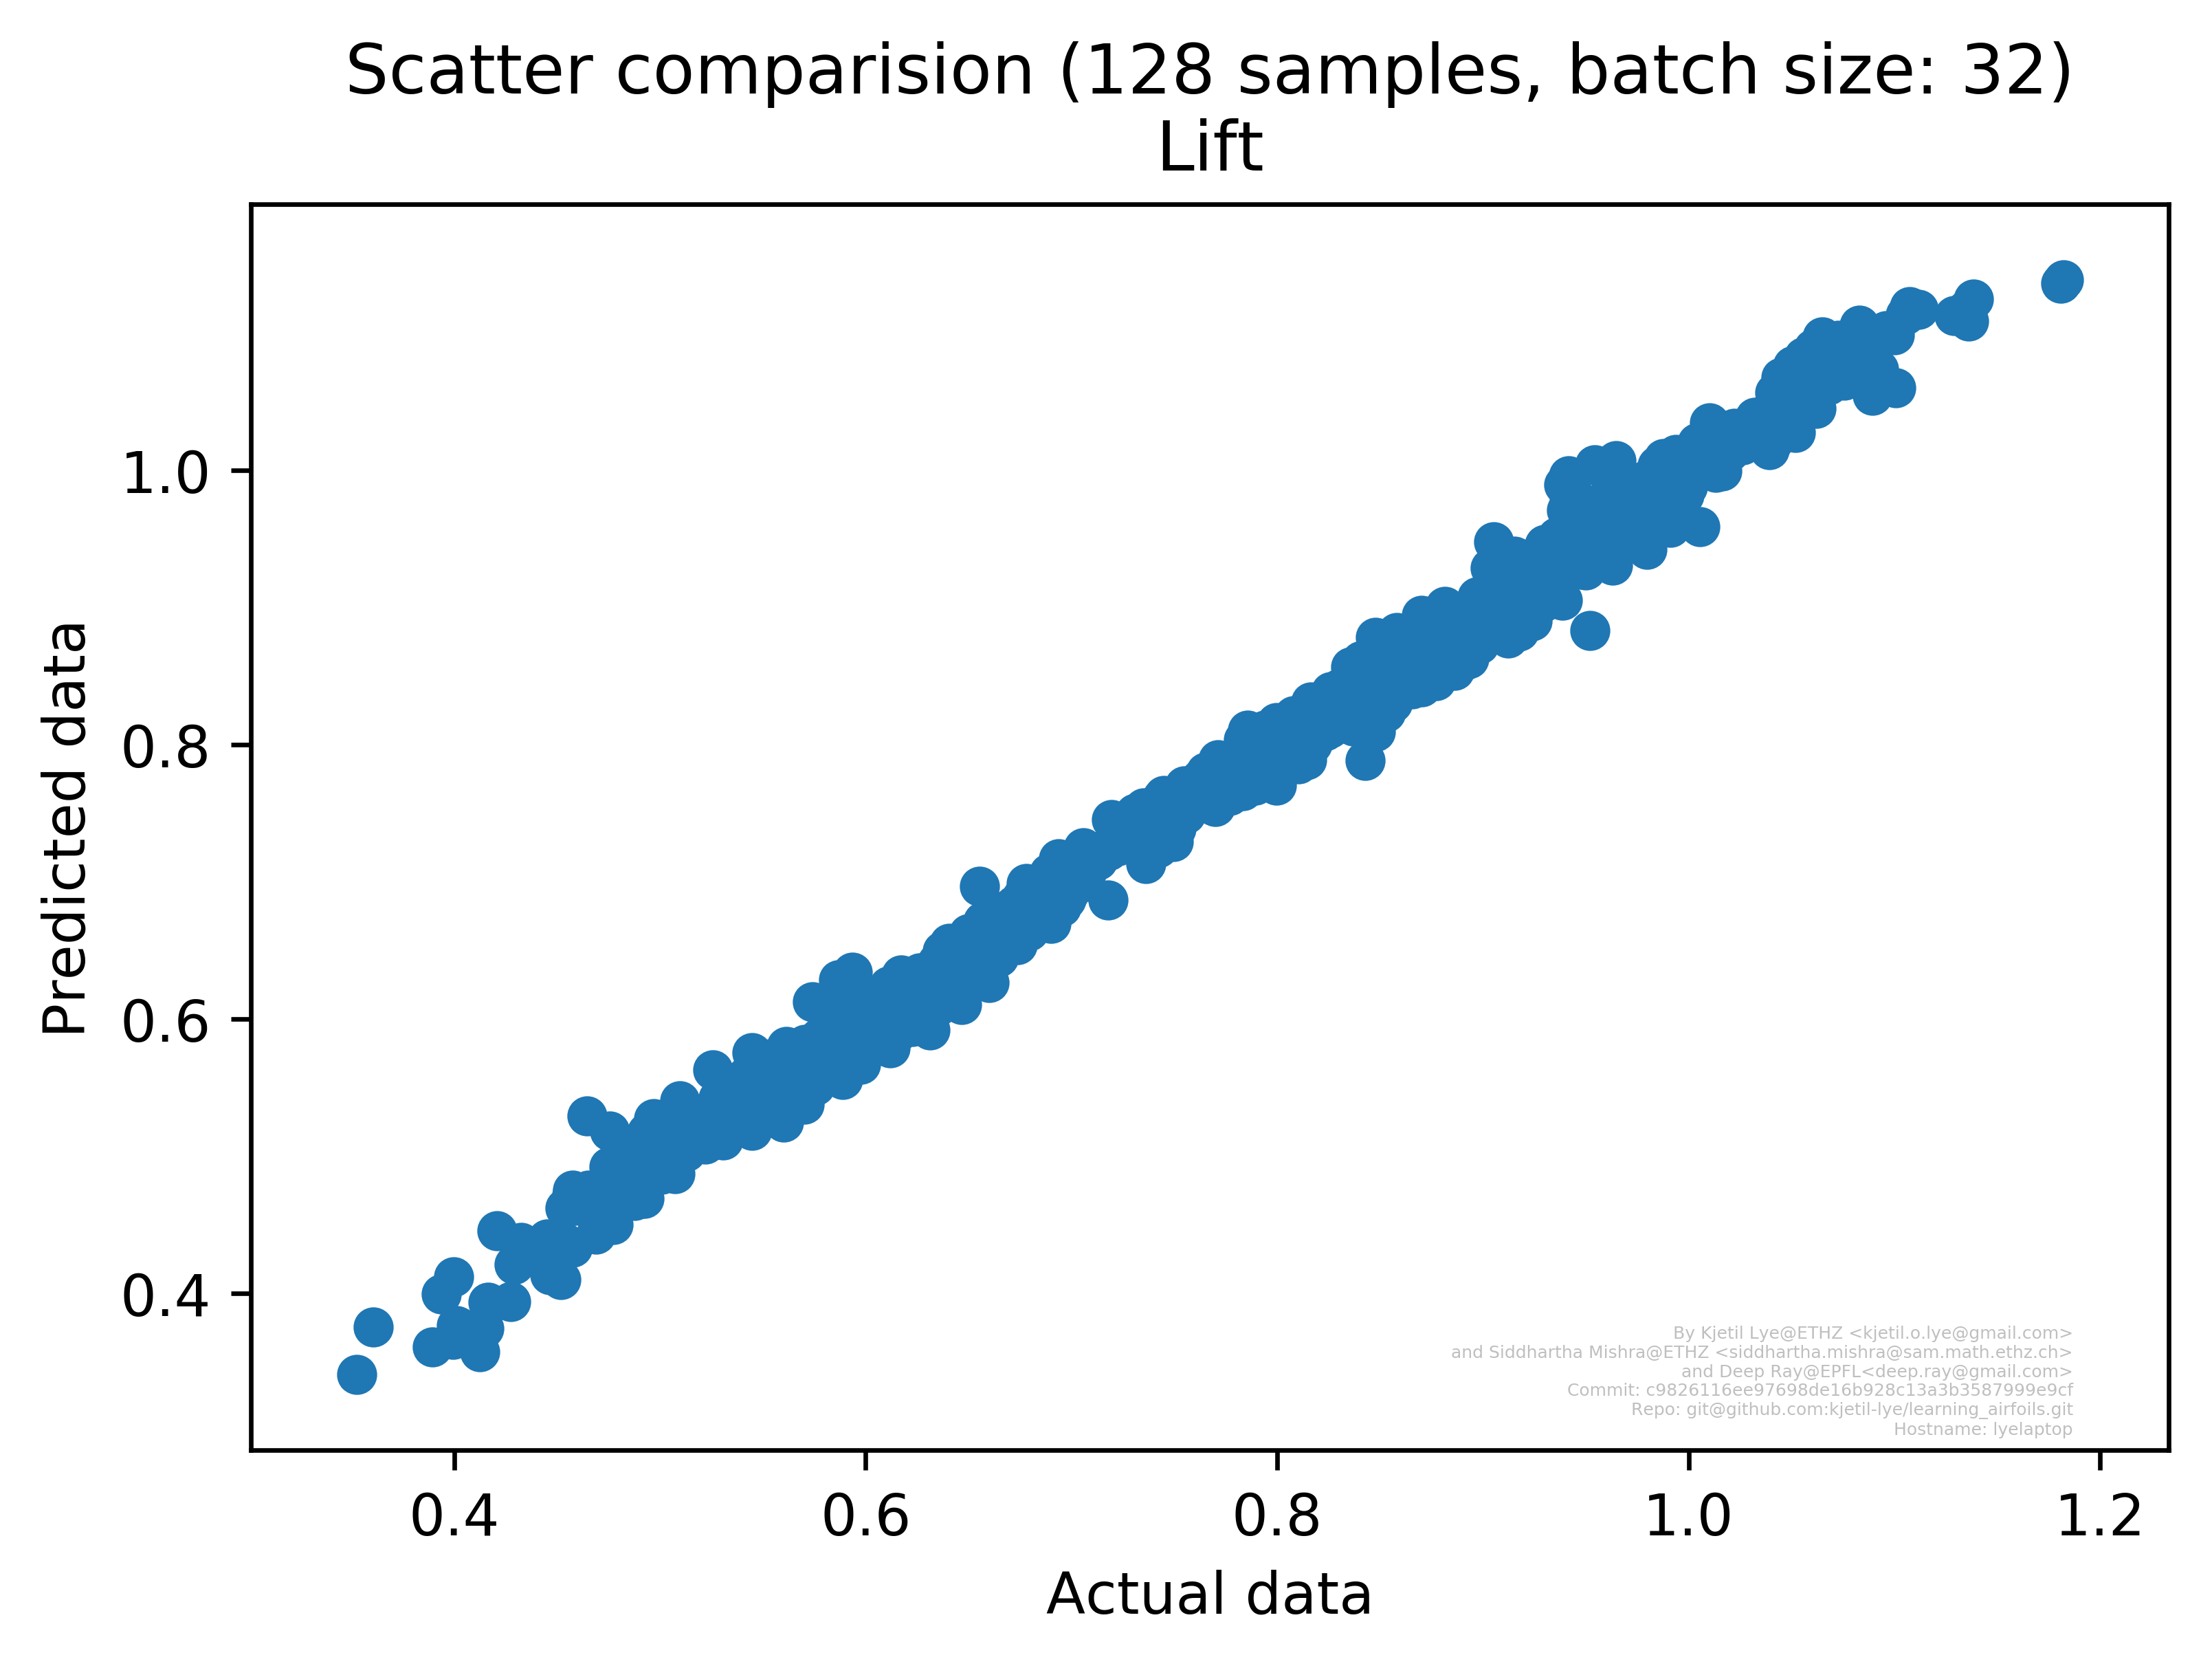 Scatter comparision (128 samples, batch size: 32)
Lift
Predicted data
1.0
0.8
0.6
0.4
By Kjetil Lye@ETHZ <kjetil.o.lye@gmail.com>
and Siddhartha Mishra@ETHZ <siddhartha.mishra@sam.math.ethz.ch>
and Deep Ray@EPFL<deep.ray@gmail.com>
Commit: c9826116ee97698de16b928c13a3b3587999e9cf
Repo: git@github.com:kjetil-lye/learning_airfoils.git
Hostname: lyelaptop
0.4 0.6 0.8 1.0 1.2
Actual data